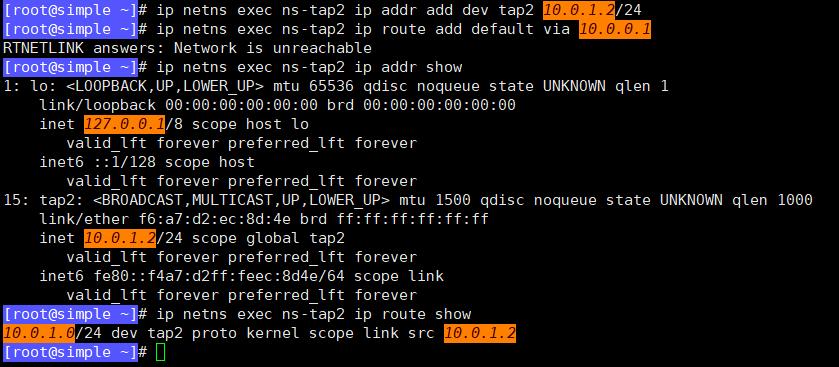 [root@simple ~]# ip netns exec ns-tap2 ip addr add dev tap2 10.0.1.2/24
[root@simple ~]# ip netns exec ns-tap2 ip route add default via 10.0.0.1
RTNETLINK answers: Network is unreachable
[root@simple ~]# ip netns exec ns-tap2 ip addr show
1: lo: <LOOPBACK,UP,LOWER_UP> mtu 65536 qdisc noqueue state UNKNOWN qlen 1
    link/loopback 00:00:00:00:00:00 brd 00:00:00:00:00:00
    inet 127.0.0.1/8 scope host lo
       valid_lft forever preferred_lft forever
    inet6 ::1/128 scope host
       valid_lft forever preferred_lft forever
15: tap2: <BROADCAST,MULTICAST,UP,LOWER_UP> mtu 1500 qdisc noqueue state UNKNOWN qlen 1000
    link/ether f6:a7:d2:ec:8d:4e brd ff:ff:ff:ff:ff:ff
    inet 10.0.1.2/24 scope global tap2
       valid_lft forever preferred_lft forever
    inet6 fe80::f4a7:d2ff:feec:8d4e/64 scope link
       valid_lft forever preferred_lft forever
[root@simple ~]# ip netns exec ns-tap2 ip route show
10.0.1.0/24 dev tap2 proto kernel scope link src 10.0.1.2
[root@simple ~]#